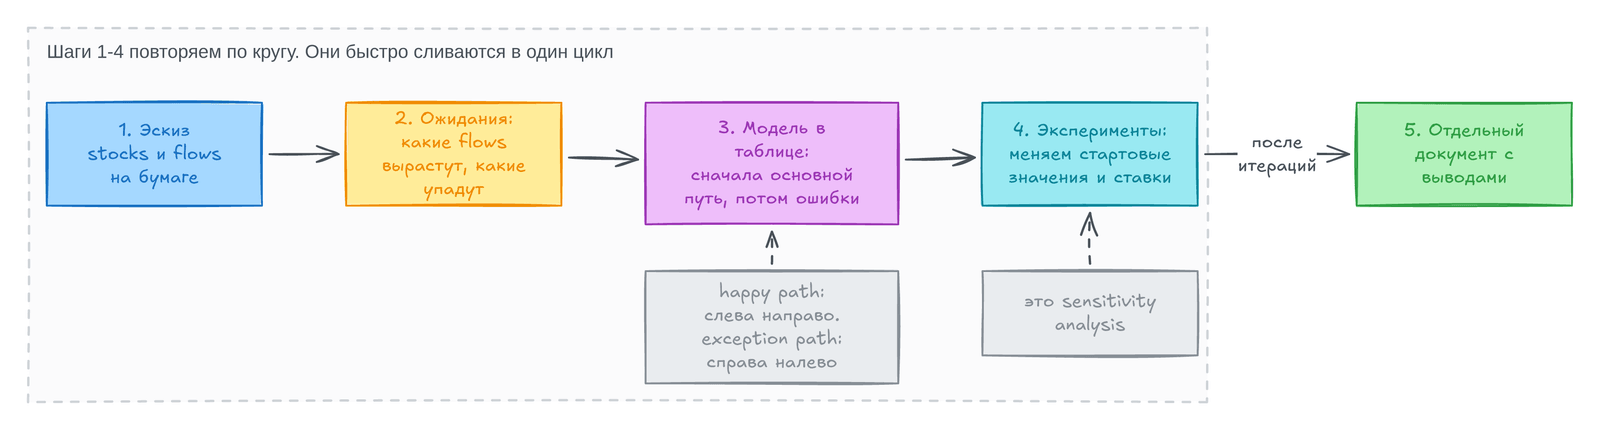 Шаги 1-4 повторяем по кругу. Они быстро сливаются в один цикл
1. Эскиз
stocks и flows
на бумаге
2. Ожидания:
какие flows
вырастут, какие
упадут
3. Модель в
таблице:
сначала основной
путь, потом ошибки
4. Эксперименты:
меняем стартовые
значения и ставки
после
итераций
5. Отдельный
документ с
выводами
happy path:
слева направо.
exception path:
справа налево
это sensitivity
analysis